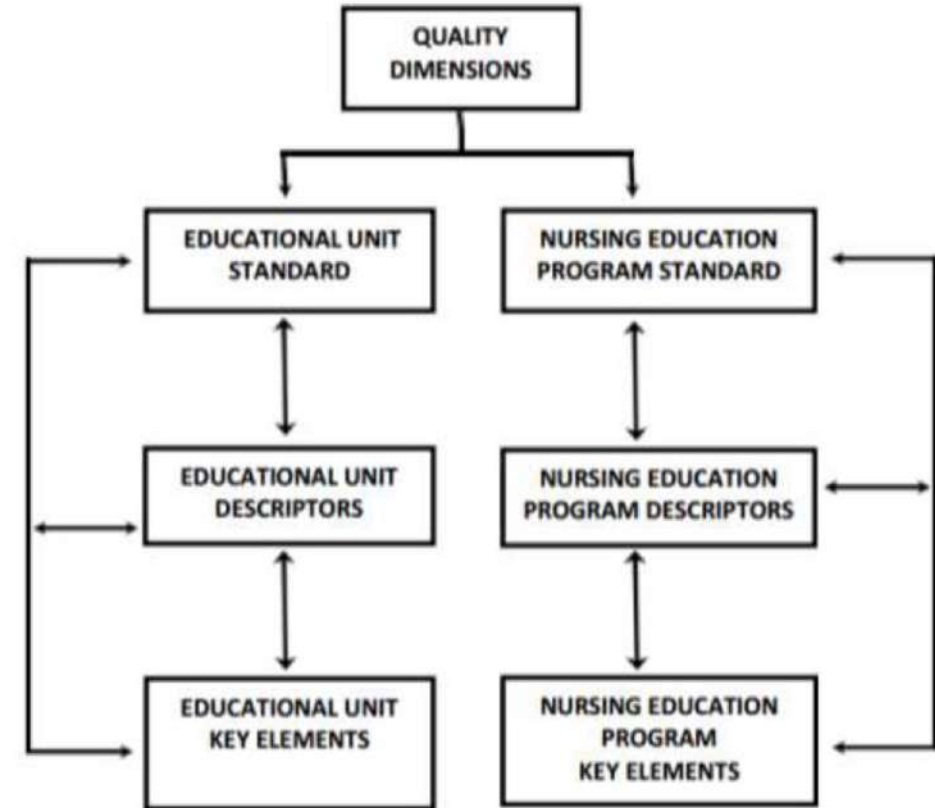 QUALITY
DIMENSIONS
EDUCATIONAL UNIT
STANDARD
NURSING EDUCATION
PROGRAM STANDARD
EDUCATIONAL UNIT
DESCRIPTORS
NURSING EDUCATION
PROGRAM DESCRIPTORS
EDUCATIONAL UNIT
KEY ELEMENTS
NURSING EDUCATION
PROGRAM
KEY ELEMENTS